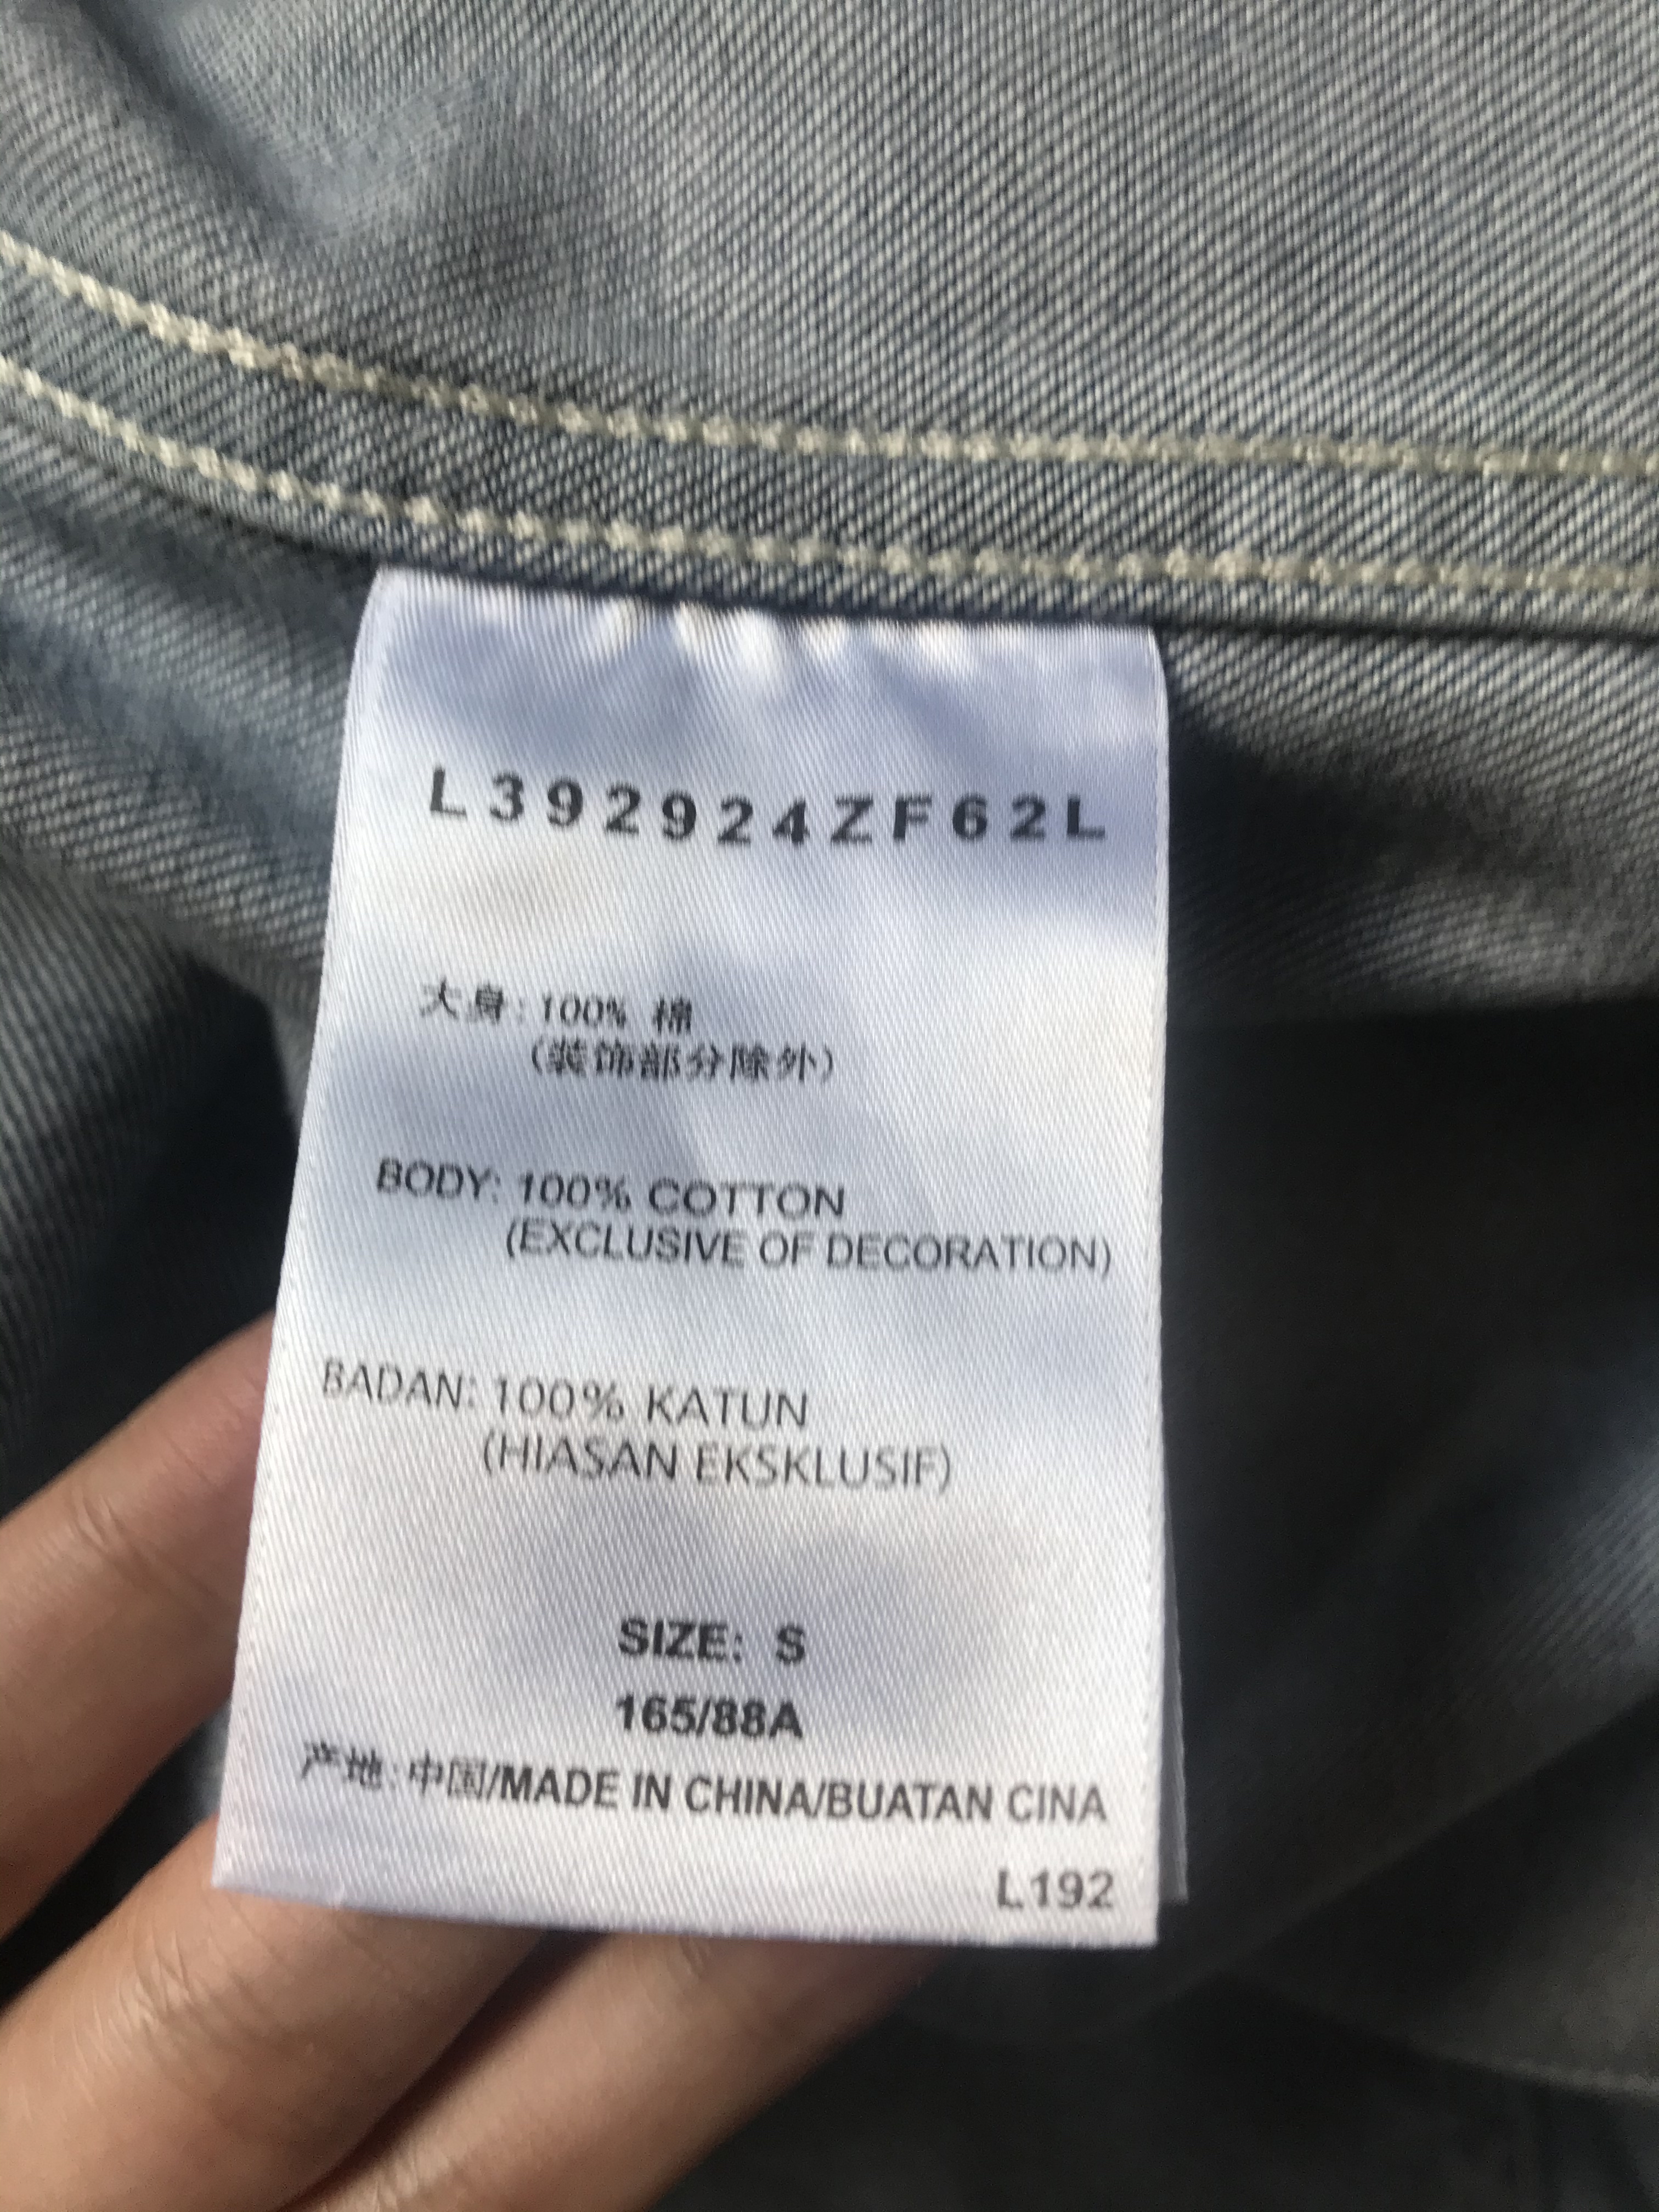 L392924ZF62L
大身: 100% 棉
(装饰部分除外)
BODY: 100% COTTON
(EXCLUSIVE OF DECORATION)
BADAN: 100% KATUN
(HIASAN EKSKLUSIF)
SIZE: S
165/88A
产地: 中国/MADE IN CHINA/BUATAN CINA
L192